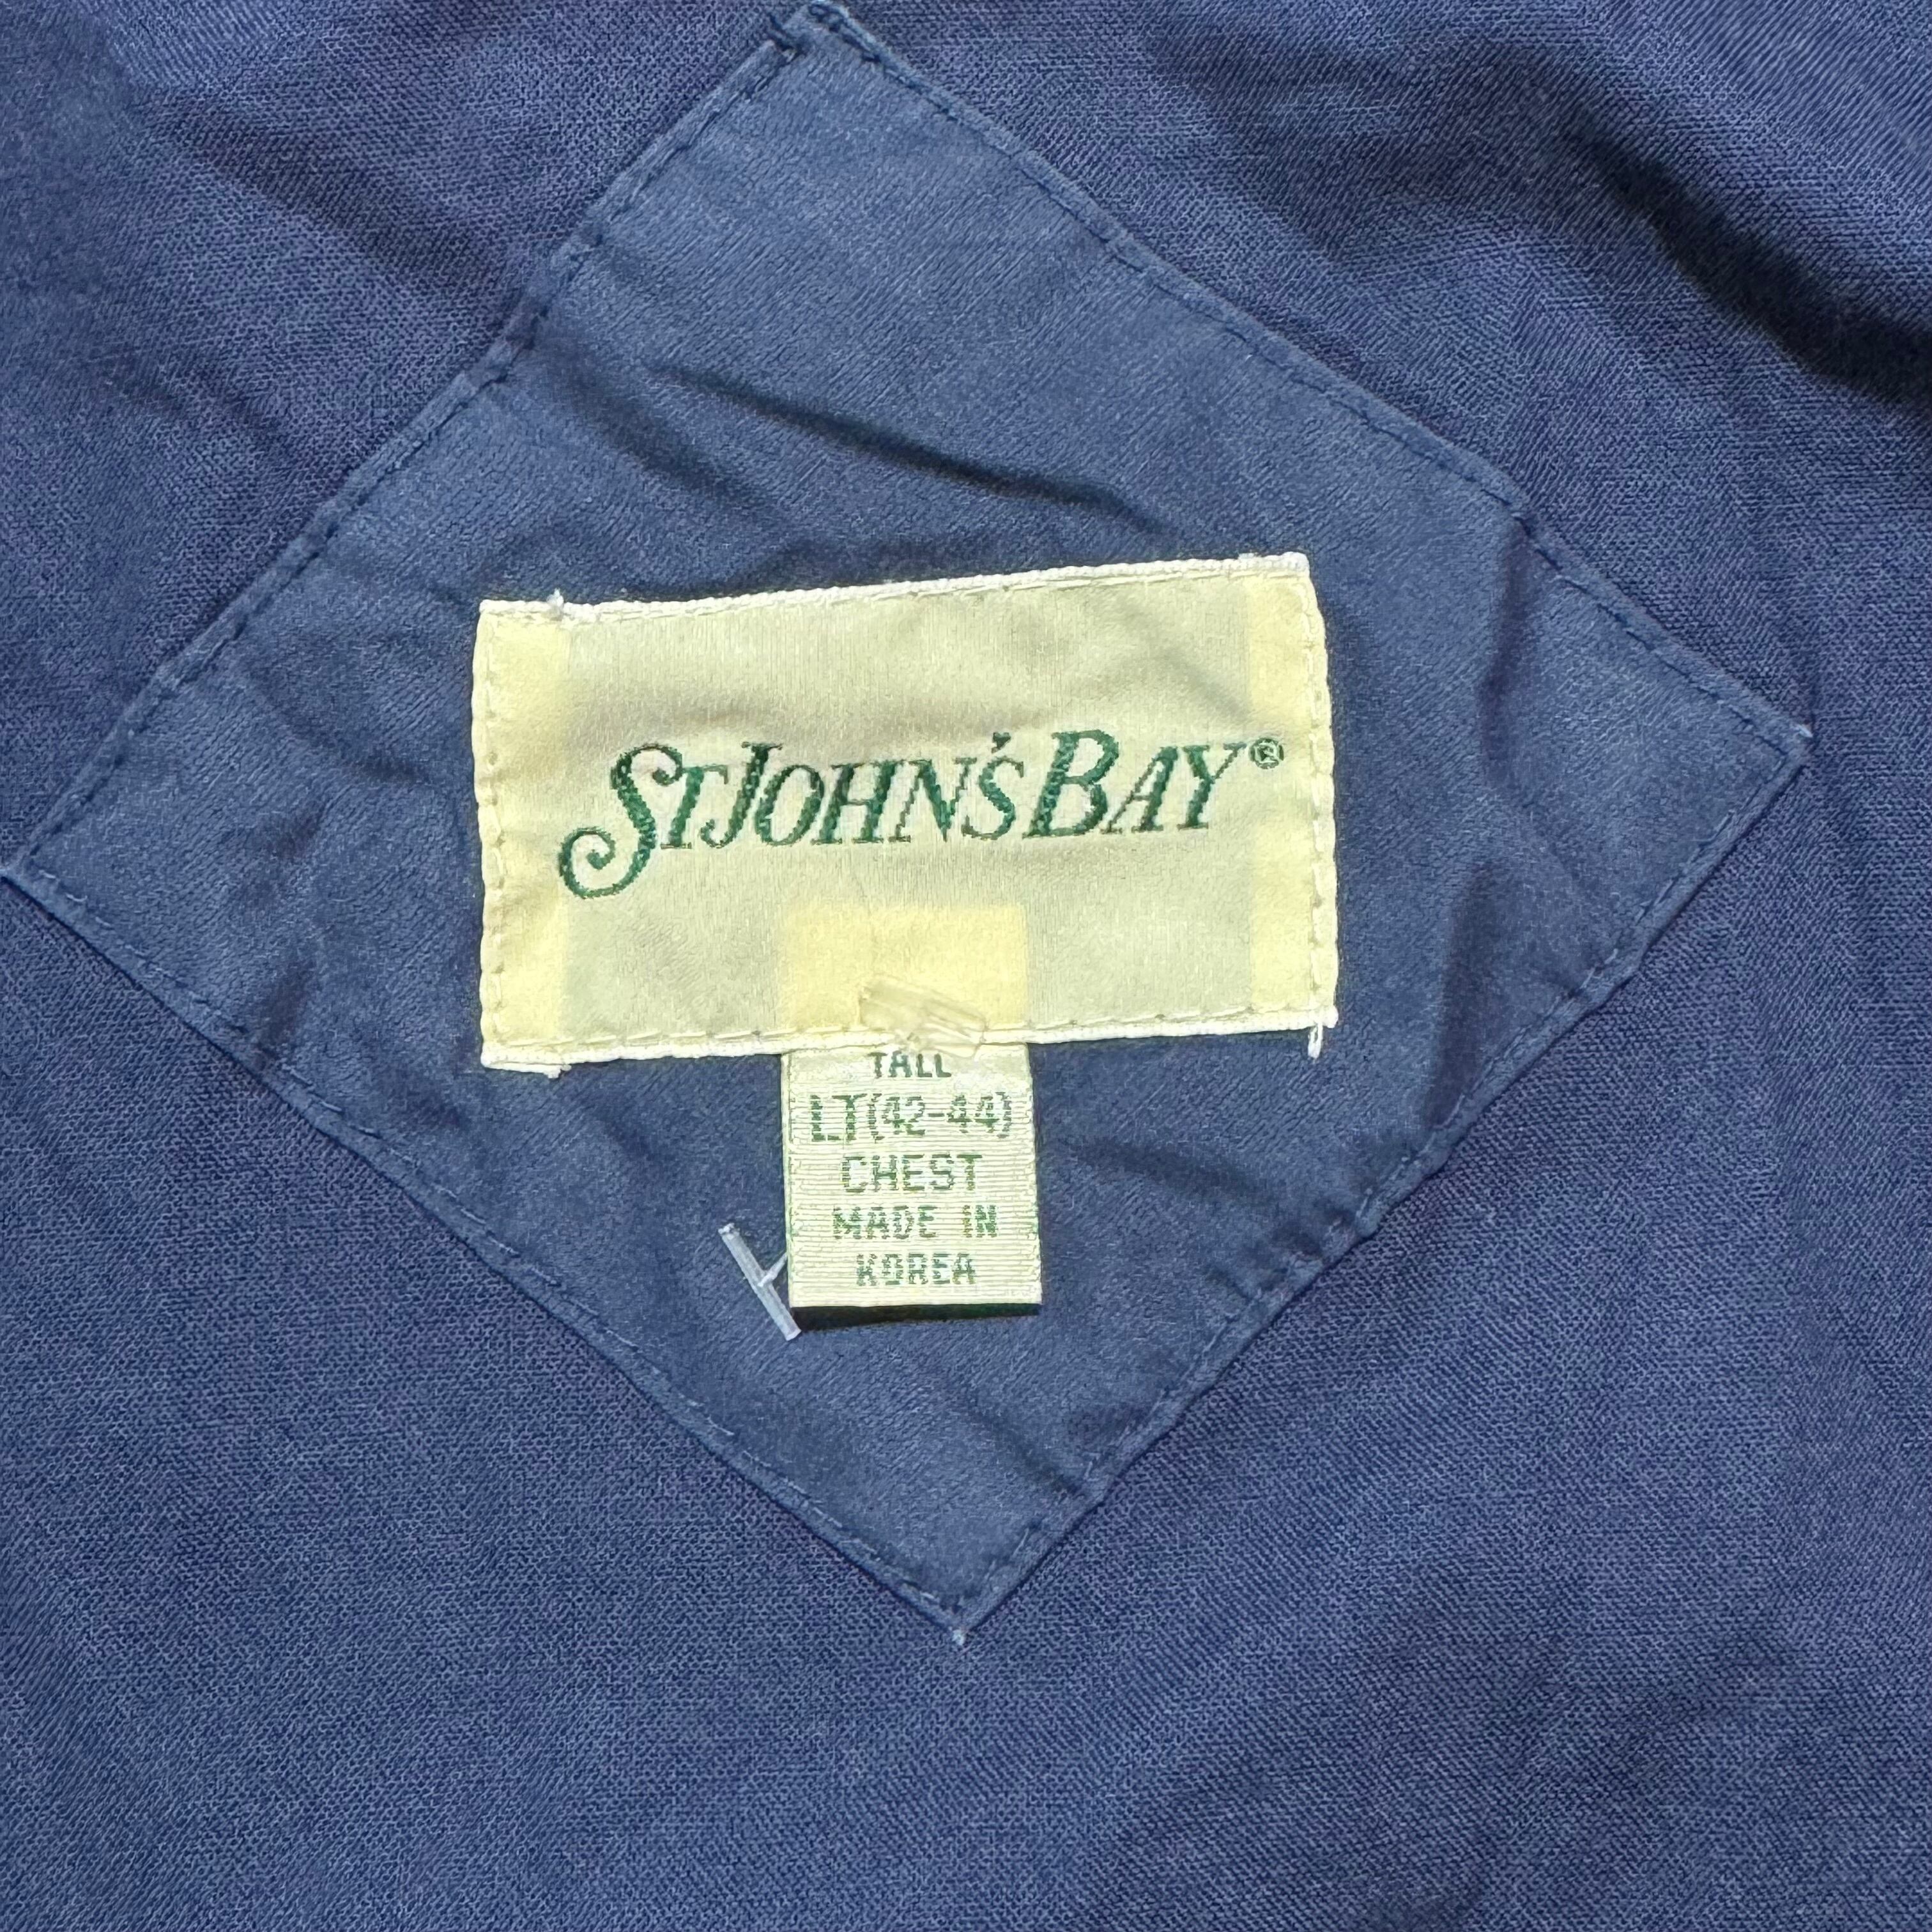 ST JOHN'S BAY®
TALL
LT(42-44)
CHEST
MADE IN
KOREA